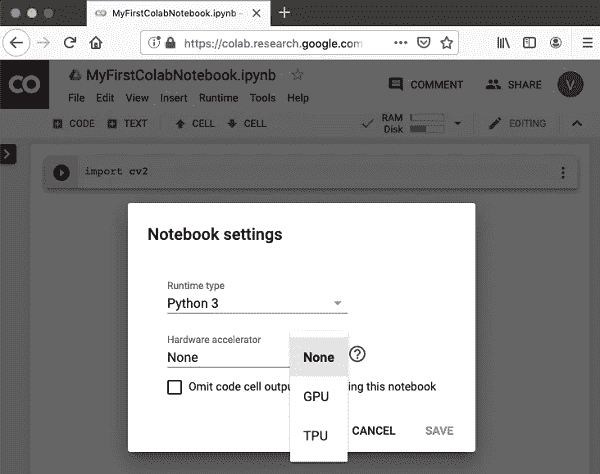 MyFirstColabNotebook.ipynb
https://colab.research.google.com
CO
MyFirstColabNotebook.ipynb
COMMENT
SHARE
V
File Edit View Insert Runtime Tools Help
CODE TEXT CELL CELL
RAM
Disk
EDITING
import cv2
Notebook settings
Runtime type
Python 3
Hardware accelerator
None
None
Omit code cell outpu ing this notebook
GPU
TPU
CANCEL SAVE